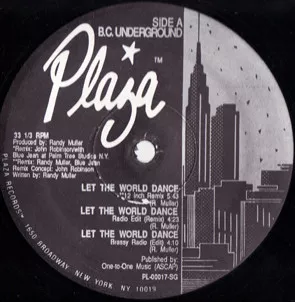 SIDE A
B.C. UNDERGROUND
Plaza™
33 1/3 RPM
Produced by: Randy Muller
*Remix: John Robinson with
Blue Jean at Palm Tree Studios N.Y.
**Remix: Randy Muller, Blue Jean
Remix Concept: John Robinson
Written by: Randy Muller
LET THE WORLD DANCE
*12 Inch Remix 5:43
(R. Muller)
LET THE WORLD DANCE
Radio Edit (Remix) 4:23
(R. Muller)
LET THE WORLD DANCE
Brassy Radio (Edit) 4:10
(R. Muller)
Published by:
One-to-One Music (ASCAP)
PL-00017-SG
PLAZA RECORDS™ 1650 BROADWAY, NEW YORK, NY 10019